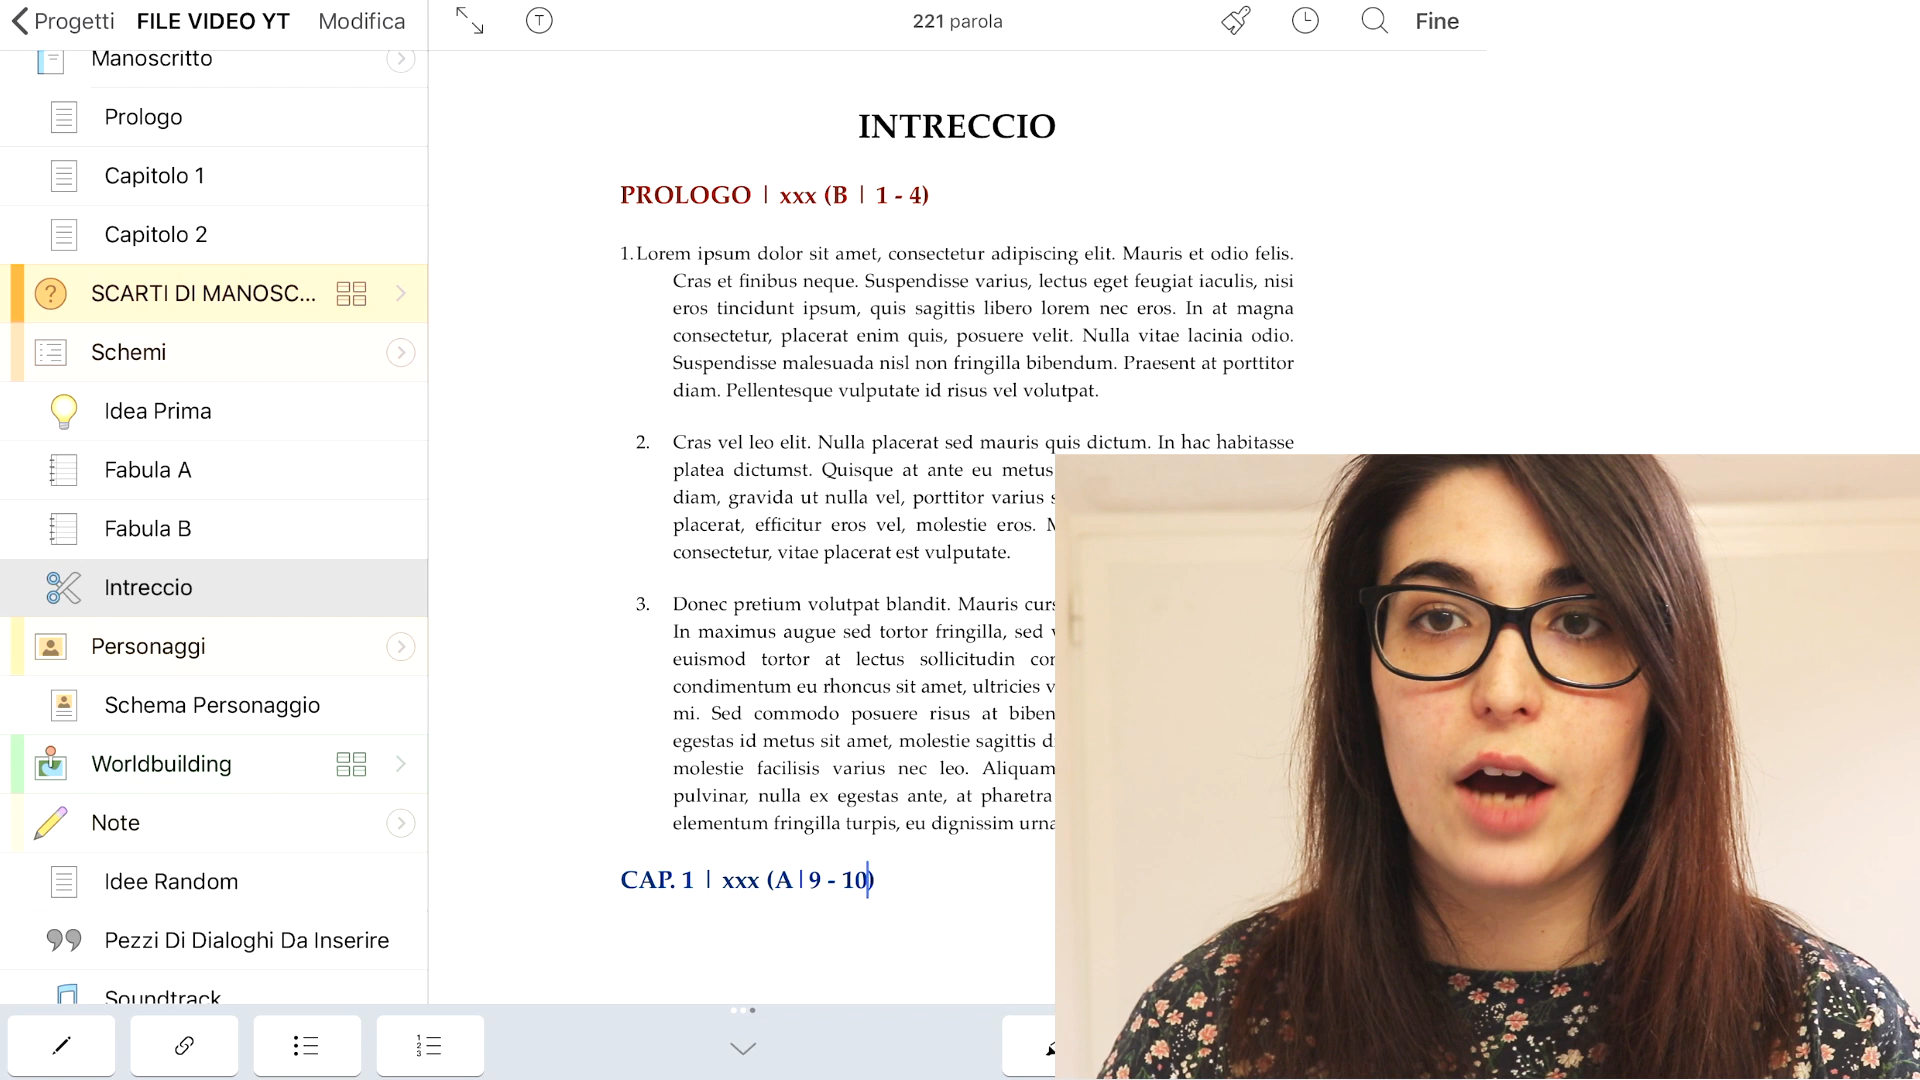 Progetti FILE VIDEO YT Modifica
221 parola
Fine
Manoscritto
Prologo
Capitolo 1
Capitolo 2
SCARTI DI MANOSC...
Schemi
Idea Prima
Fabula A
Fabula B
Intreccio
Personaggi
Schema Personaggio
Worldbuilding
Note
Idee Random
Pezzi Di Dialoghi Da Inserire
Soundtrack
INTRECCIO
PROLOGO | xxx (B | 1 - 4)
1. Lorem ipsum dolor sit amet, consectetur adipiscing elit. Mauris et odio felis.
Cras et finibus neque. Suspendisse varius, lectus eget feugiat iaculis, nisi
eros tincidunt ipsum, quis sagittis libero lorem nec eros. In at magna
consectetur, placerat enim quis, posuere velit. Nulla vitae lacinia odio.
Suspendisse malesuada nisl non fringilla bibendum. Praesent at porttitor
diam. Pellentesque vulputate id risus vel volutpat.
2. Cras vel leo elit. Nulla placerat sed mauris quis dictum. In hac habitasse
platea dictumst. Quisque at ante eu metus
diam, gravida ut nulla vel, porttitor varius
placerat, efficitur eros vel, molestie eros.
consectetur, vitae placerat est vulputate.
3. Donec pretium volutpat blandit. Mauris
In maximus augue sed tortor fringilla, sed
euismod tortor at lectus sollicitudin
condimentum eu rhoncus sit amet, ultricies
mi. Sed commodo posuere risus at
egestas id metus sit amet, molestie sagittis
molestie facilisis varius nec leo. Aliquam
pulvinar, nulla ex egestas ante, at pharetra
elementum fringilla turpis, eu dignissim urna
CAP. 1 | xxx (A | 9 - 10)